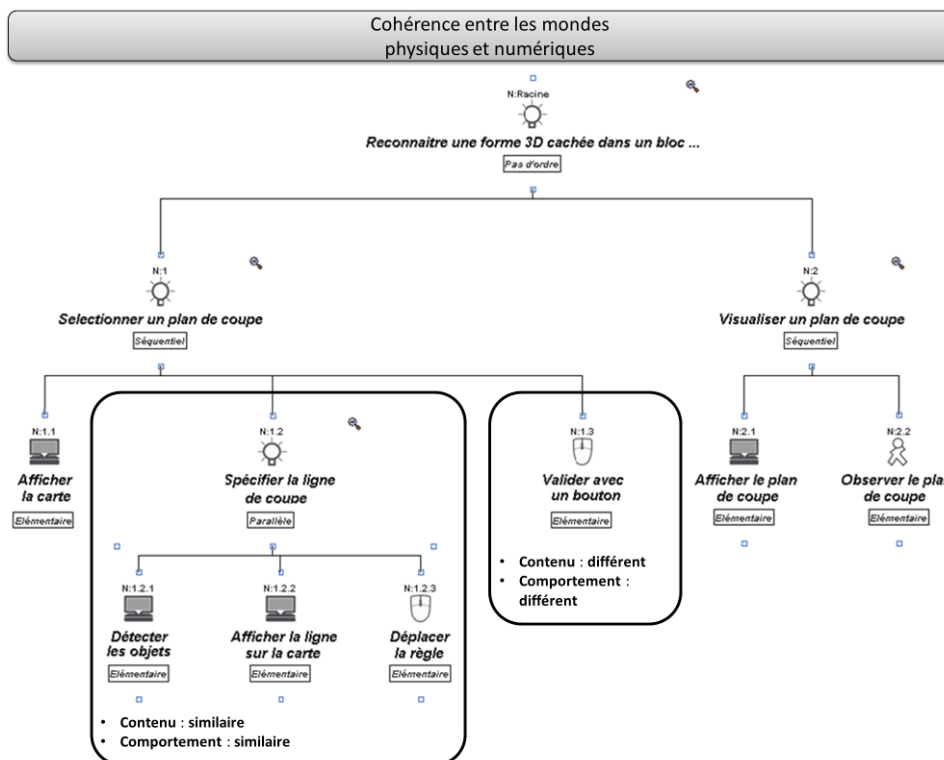 Cohérence entre les mondes
physiques et numériques
N:Racine
Reconnaitre une forme 3D cachée dans un bloc ...
Pas d'ordre
N:1
Selectionner un plan de coupe
Séquentiel
N:2
Visualiser un plan de coupe
Séquentiel
N:1.1
Afficher
la carte
Elémentaire
N:1.2
Spécifier la ligne
de coupe
Parallèle
N:1.3
Valider avec
un bouton
Elémentaire
N:2.1
Afficher le plan
de coupe
Elémentaire
N:2.2
Observer le plan
de coupe
Elémentaire
• Contenu : différent
• Comportement :
différent
N:1.2.1
Détecter
les objets
Elémentaire
N:1.2.2
Afficher la ligne
sur la carte
Elémentaire
N:1.2.3
Déplacer
la règle
Elémentaire
• Contenu : similaire
• Comportement : similaire